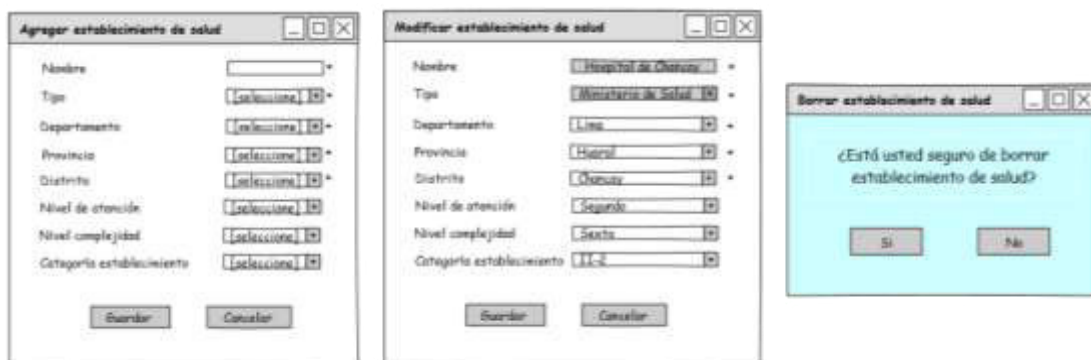 Agregar establecimiento de salud
Nombre *
Tipo [seleccione] *
Departamento [seleccione] *
Provincia [seleccione] *
Distrito [seleccione] *
Nivel de atención [seleccione]
Nivel complejidad [seleccione]
Categoría establecimiento [seleccione]
Guardar Cancelar
Modificar establecimiento de salud
Nombre Hospital de Chancay *
Tipo Ministerio de Salud *
Departamento Lima *
Provincia Huaral *
Distrito Chancay *
Nivel de atención Segundo
Nivel complejidad Sexto
Categoría establecimiento II-2
Guardar Cancelar
Borrar establecimiento de salud
¿Está usted seguro de borrar
establecimiento de salud?
Si No